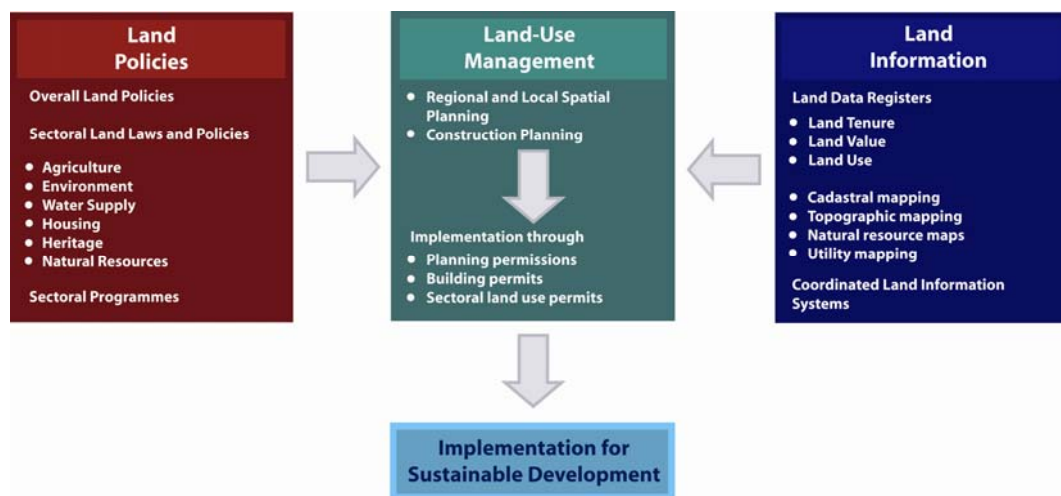 Land
Policies
Overall Land Policies
Sectoral Land Laws and Policies
• Agriculture
• Environment
• Water Supply
• Housing
• Heritage
• Natural Resources
Sectoral Programmes
Land-Use
Management
• Regional and Local Spatial
Planning
• Construction Planning
Implementation through
• Planning permissions
• Building permits
• Sectoral land use permits
Land
Information
Land Data Registers
• Land Tenure
• Land Value
• Land Use
• Cadastral mapping
• Topographic mapping
• Natural resource maps
• Utility mapping
Coordinated Land Information
Systems
Implementation for
Sustainable Development